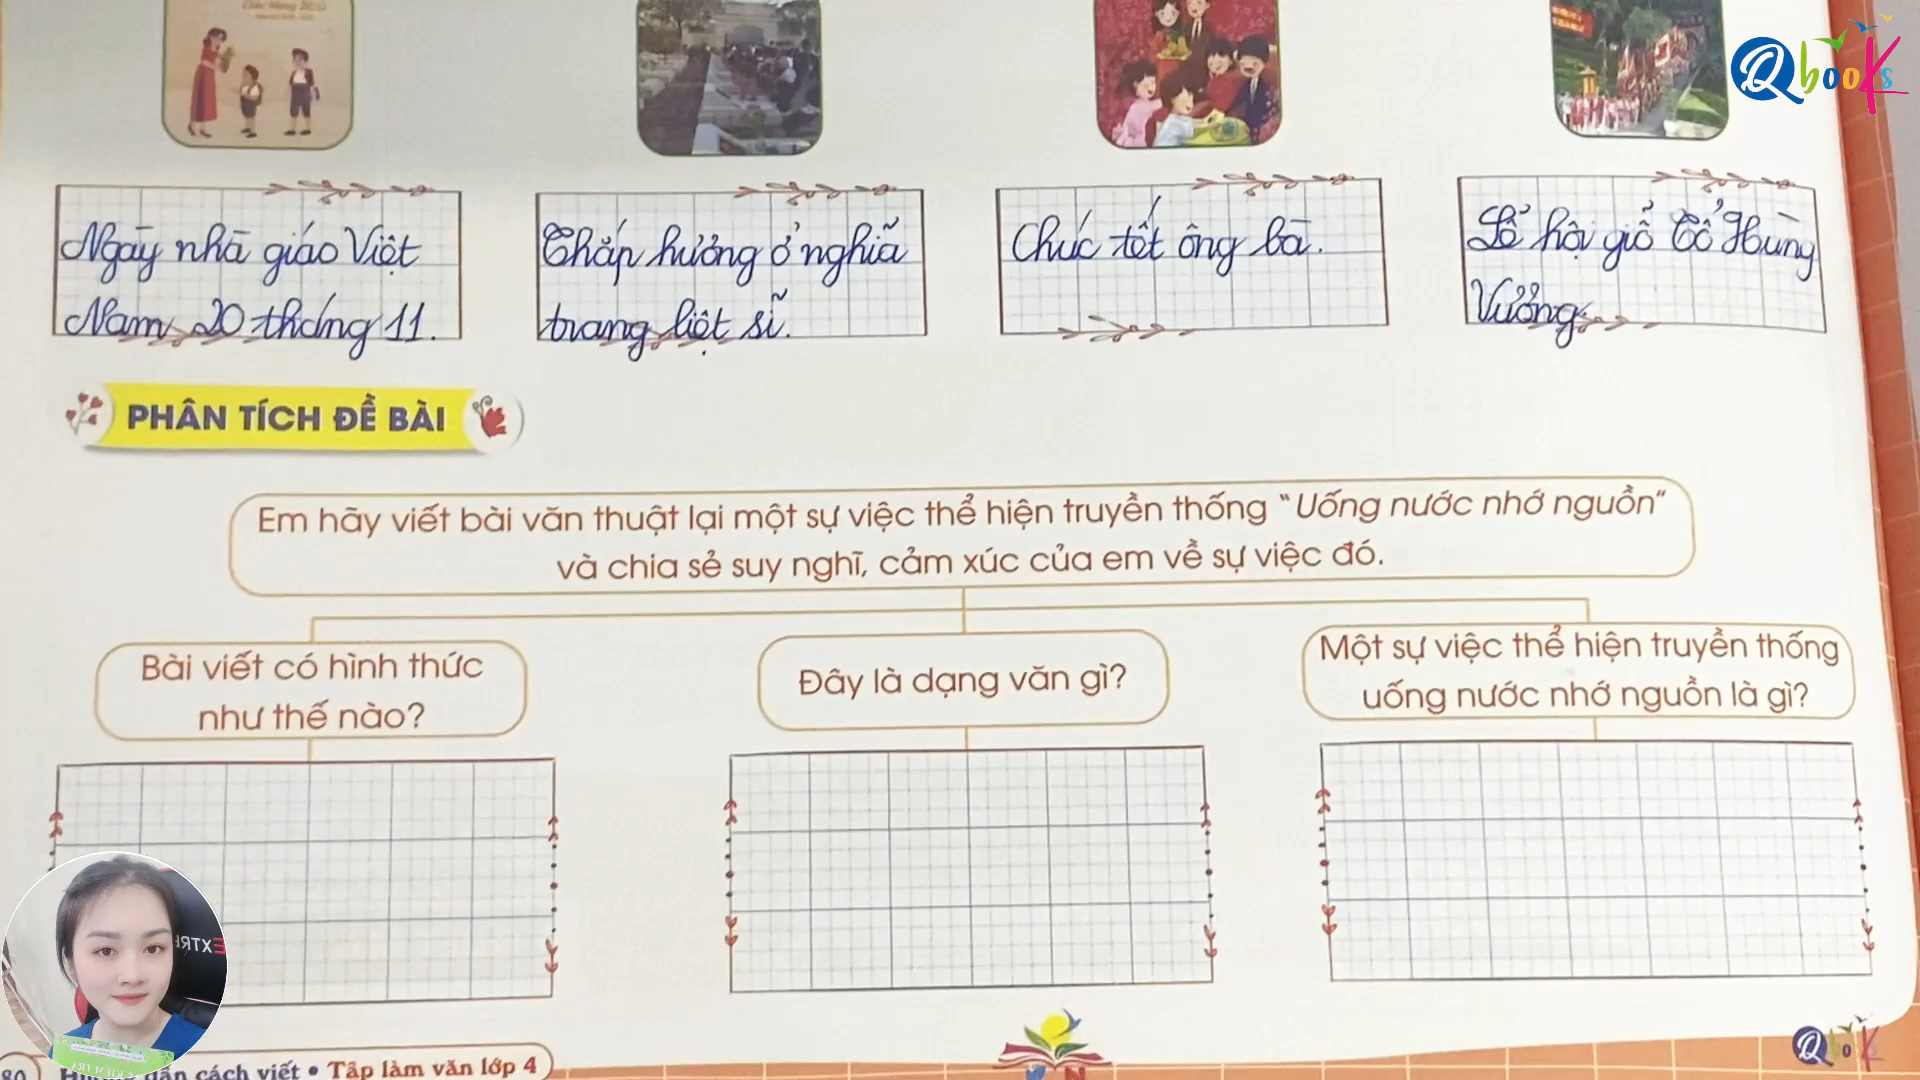 Qbooks
Ngày nhà giáo Việt
Nam 20 tháng 11.
Thắp hương ở nghĩa
trang liệt sĩ.
Chúc tết ông bà.
Lễ hội giỗ Tổ Hùng
Vương.
PHÂN TÍCH ĐỀ BÀI
Em hãy viết bài văn thuật lại một sự việc thể hiện truyền thống "Uống nước nhớ nguồn"
và chia sẻ suy nghĩ, cảm xúc của em về sự việc đó.
Bài viết có hình thức
như thế nào?
Đây là dạng văn gì?
Một sự việc thể hiện truyền thống
uống nước nhớ nguồn là gì?
dẫn cách viết • Tập làm văn lớp 4